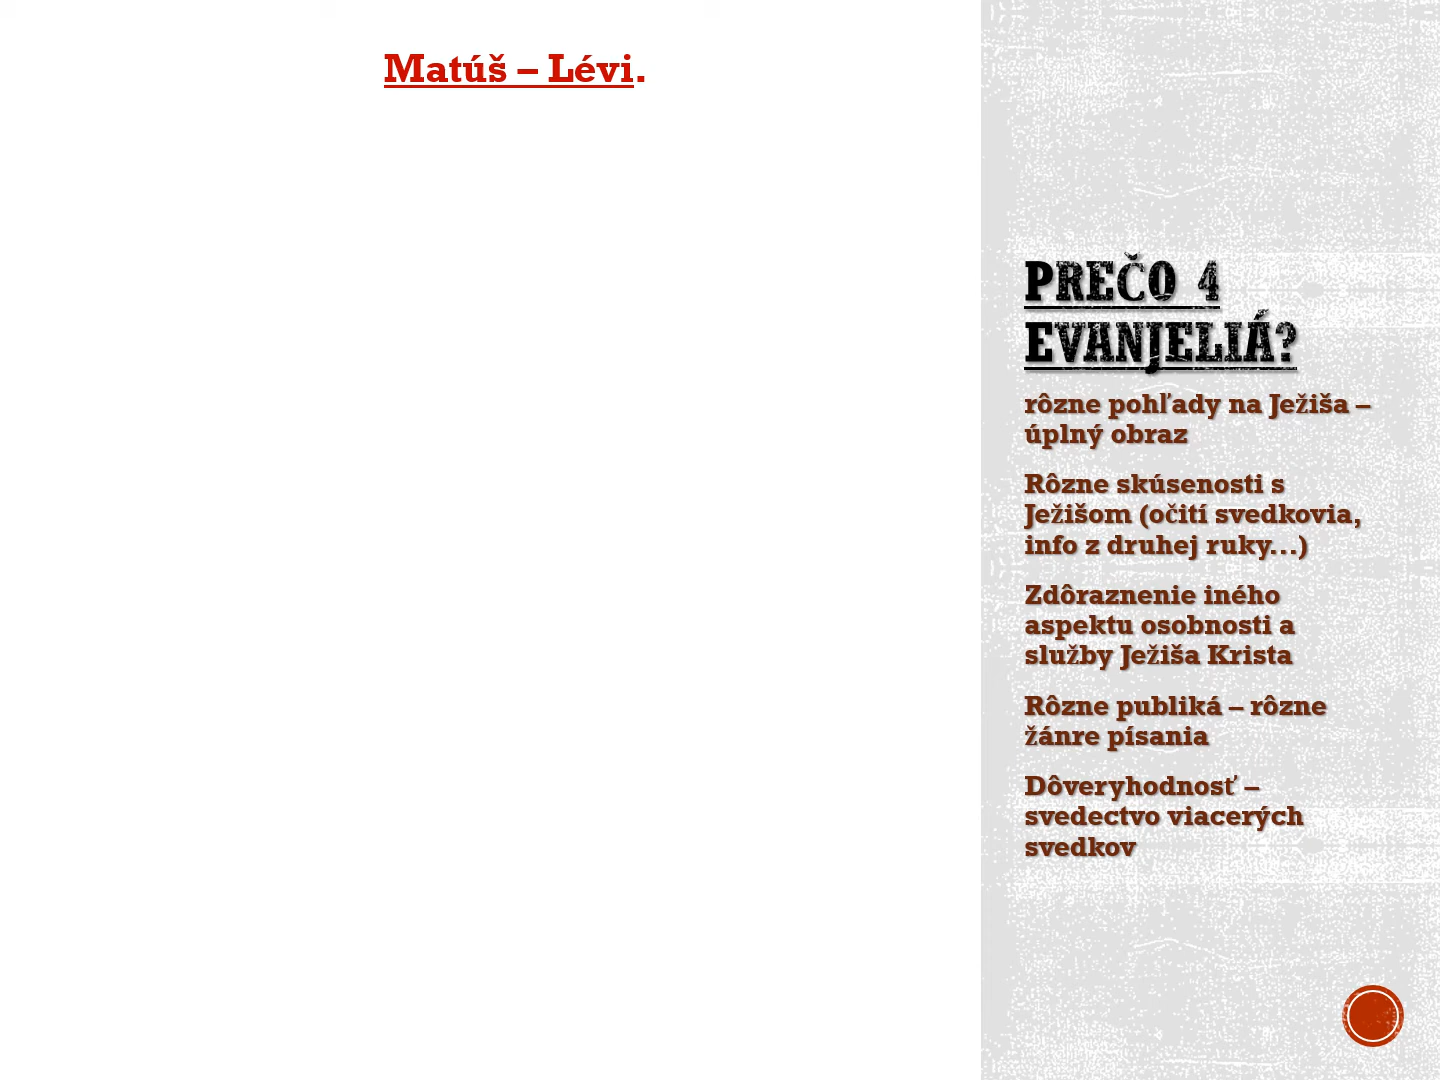 Matúš – Lévi.
PREČO 4
EVANJELIÁ?
rôzne pohľady na Ježiša –
úplný obraz
Rôzne skúsenosti s
Ježišom (očití svedkovia,
info z druhej ruky...)
Zdôraznenie iného
aspektu osobnosti a
služby Ježiša Krista
Rôzne publiká – rôzne
žánre písania
Dôveryhodnosť –
svedectvo viacerých
svedkov